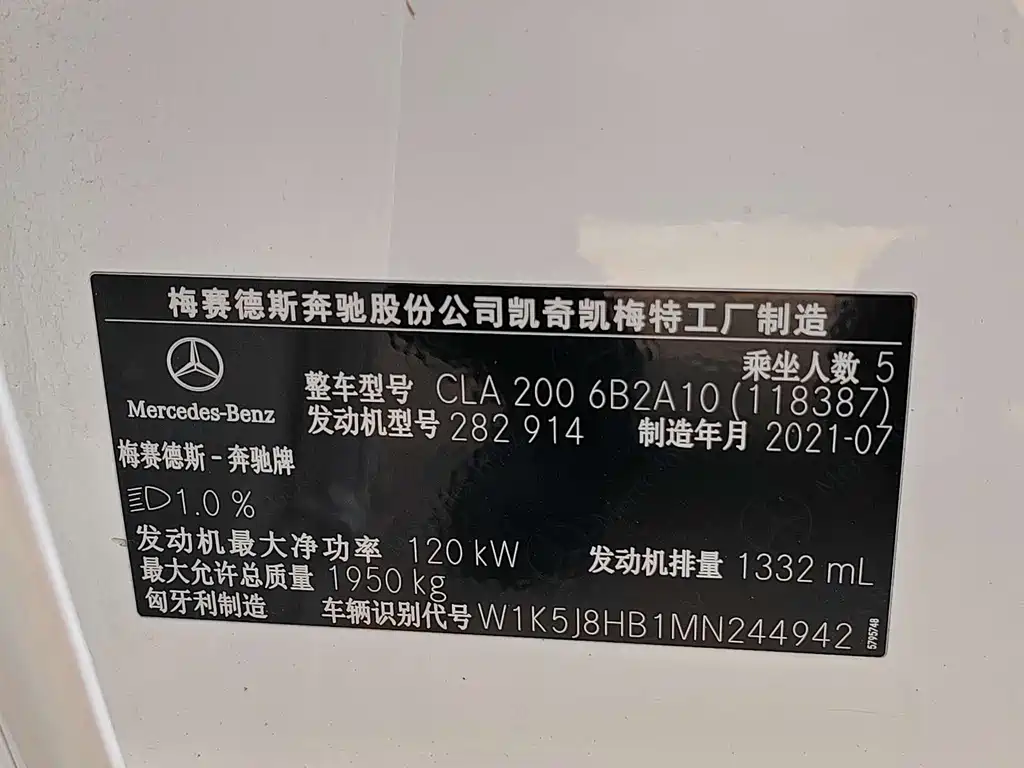 梅赛德斯奔驰股份公司凯奇凯梅特工厂制造
乘坐人数 5
Mercedes-Benz
整车型号 CLA 200 6B2A10 (118387)
发动机型号 282 914 制造年月 2021-07
梅赛德斯-奔驰牌
1.0 %
发动机最大净功率 120 kW 发动机排量 1332 mL
最大允许总质量 1950 kg
匈牙利制造 车辆识别代号 W1K5J8HB1MN244942
5795748